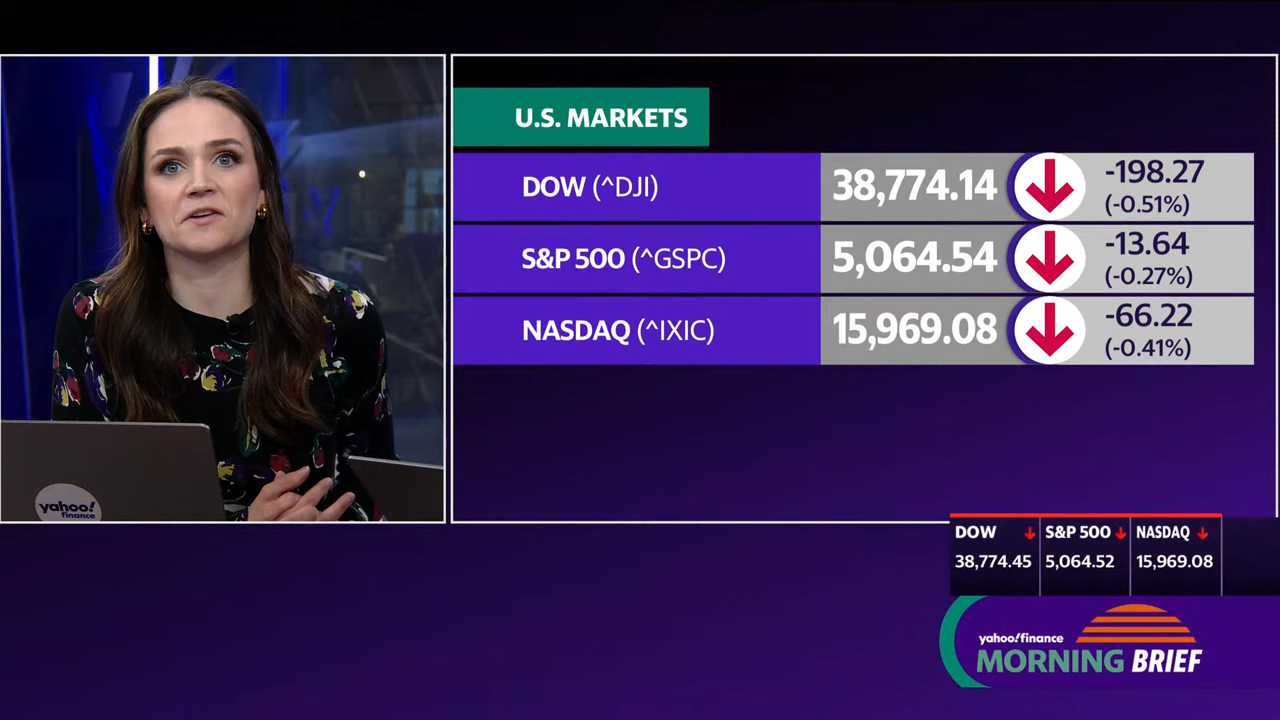 U.S. MARKETS
DOW (^DJI) 38,774.14 -198.27
(-0.51%)
S&P 500 (^GSPC) 5,064.54 -13.64
(-0.27%)
NASDAQ (^IXIC) 15,969.08 -66.22
(-0.41%)
yahoo!
finance
DOW S&P 500 NASDAQ
38,774.45 5,064.52 15,969.08
yahoo!finance
MORNING BRIEF